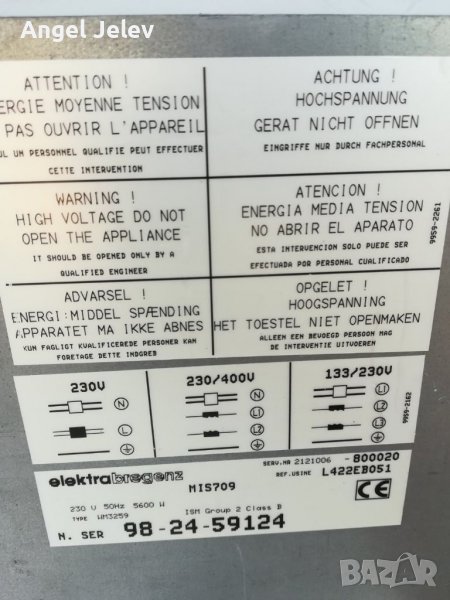 Angel Jelev
ATTENTION !
ERGIE MOYENNE TENSION
PAS OUVRIR L'APPAREIL
UL UM PERSONNEL QUALIFIE PEUT EFFECTUER
CETTE INTERVENTION
ACHTUNG !
HOCHSPANNUNG
GERAT NICHT OFFNEN
EINGRIFFE NUR DURCH FACHPERSONAL
WARNING !
HIGH VOLTAGE DO NOT
OPEN THE APPLIANCE
IT SHOULD BE OPENED ONLY BY A
QUALIFIED ENGINEER
ATENCION !
ENERGIA MEDIA TENSION
NO ABRIR EL APARATO
ESTA INTERVENCION SOLO PUEDE SER
EFECTUADA POR PERSONAL CUALIFICADO
9959-2261
ADVARSEL !
ENERGI:MIDDEL SPÆNDING
APPARATET MA IKKE ABNES
KUN FAGLIGT KVALIFICEREDE PERSONER KAN
FORETAGE DETTE INDGREB
OPGELET !
HOOGSPANNING
HET TOESTEL NIET OPENMAKEN
ALLEEN EEN BEVOEGD PERSOON MAG
DE INTERVENTIE UITVOEREN
230V
N
L
230/400V
N
L1
L2
133/230V
L1
L2
L3
9959-2162
elektrabregenz
MIS709
SERV.NR 2121006 -800020
REF.USINE L422EB051
230 V 50Hz 5600 W
TYPE WM3259
ISM Group 2 Class B
CE
N. SER 98-24-59124
BAZAR